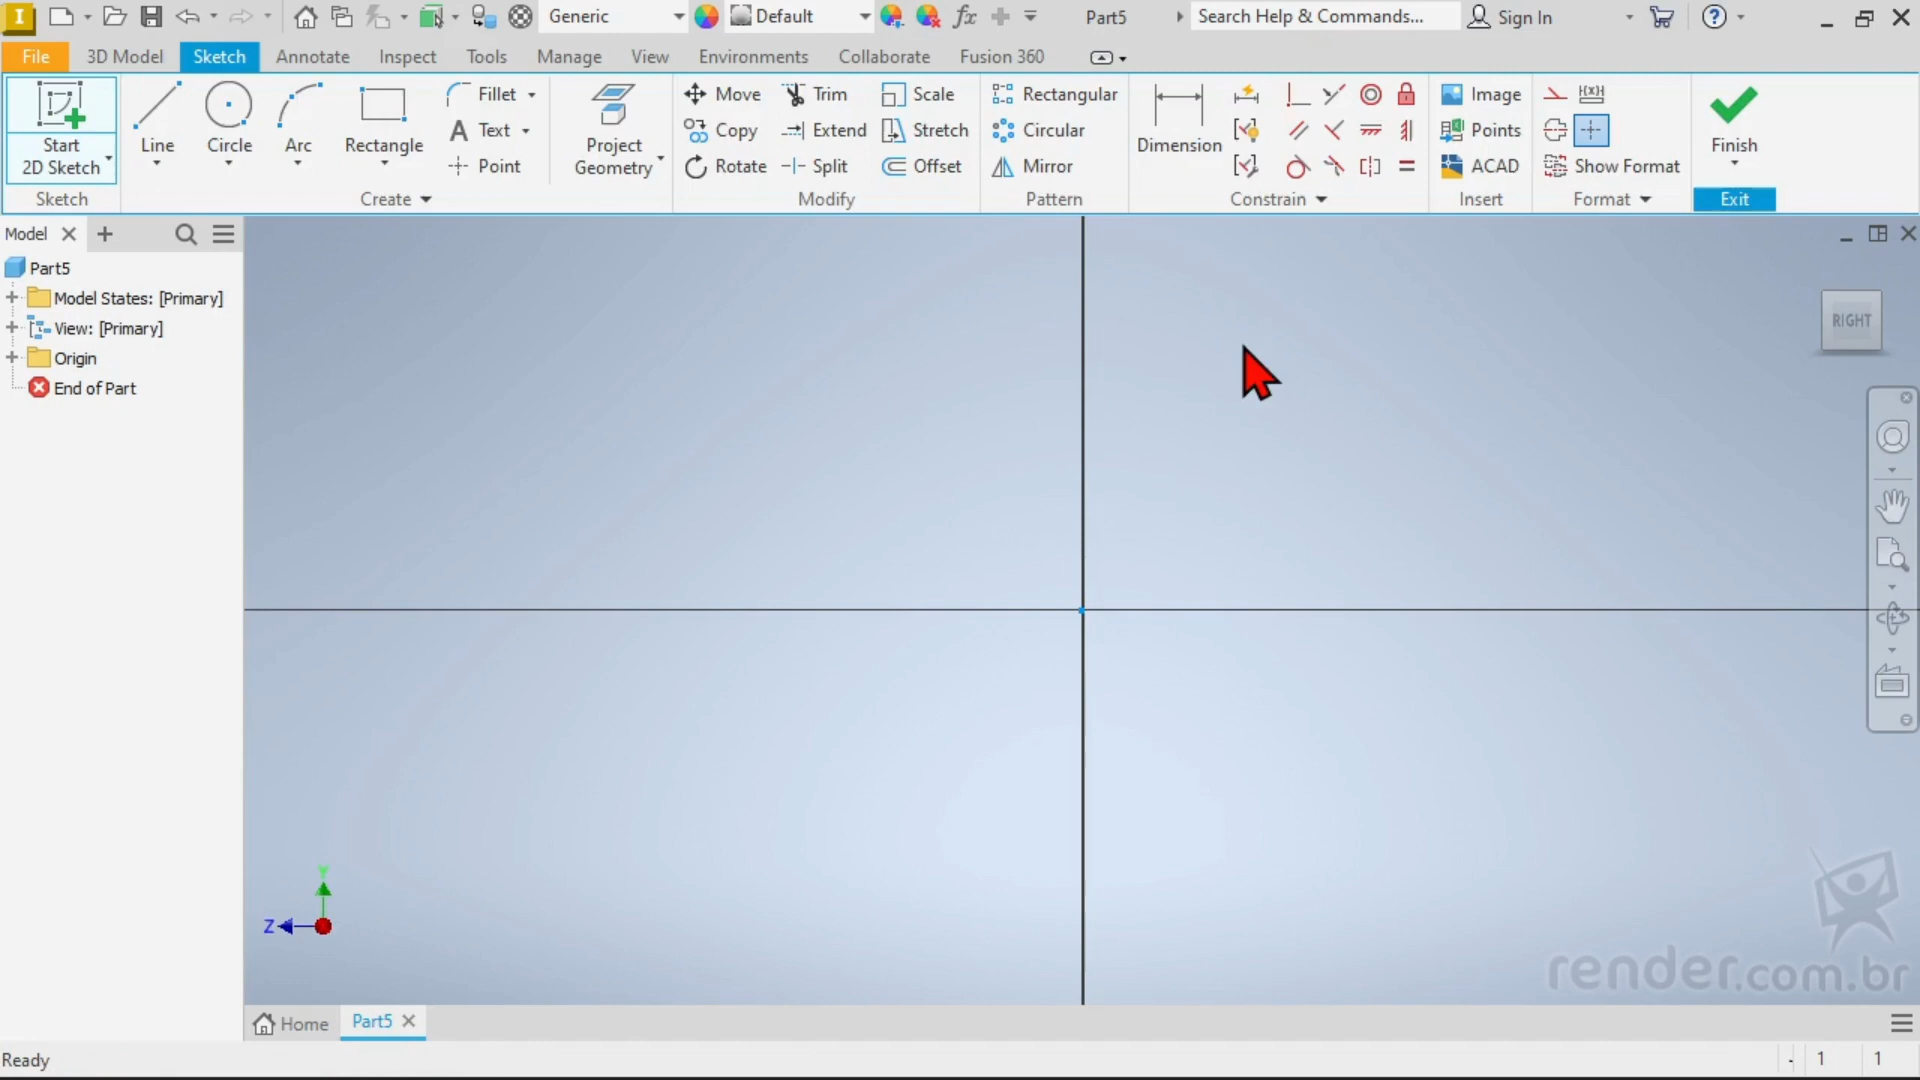 I Generic Default fx Part5 Search Help & Commands... Sign In ?
File 3D Model Sketch Annotate Inspect Tools Manage View Environments Collaborate Fusion 360
Start
2D Sketch
Line
Circle
Arc
Rectangle
Fillet
Text
Point
Project
Geometry
Move Trim Scale
Copy Extend Stretch
Rotate Split Offset
Rectangular
Circular
Mirror
Dimension
Image
Points
ACAD
Show Format
Finish
Sketch Create Modify Pattern Constrain Insert Format Exit
Model
Part5
Model States: [Primary]
View: [Primary]
Origin
End of Part
RIGHT
Y
Z
render.com.br
Home Part5
Ready - 1 1